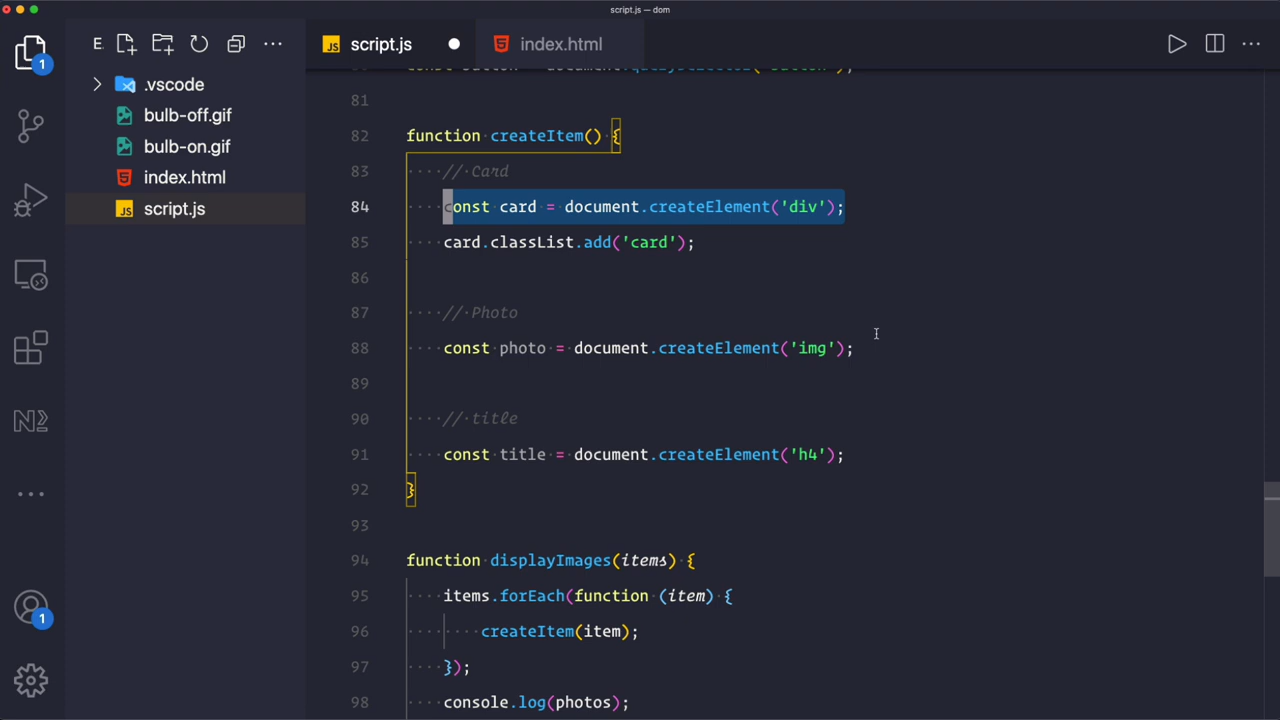 script.js — dom
E
script.js
index.html
1
.vscode
bulb-off.gif
bulb-on.gif
index.html
script.js
1
81
82 function createItem() {
83 // Card
84 const card = document.createElement('div');
85 card.classList.add('card');
86
87 // Photo
88 const photo = document.createElement('img');
89
90 // title
91 const title = document.createElement('h4');
92 }
93
94 function displayImages(items) {
95 items.forEach(function (item) {
96 createItem(item);
97 });
98 console.log(photos);